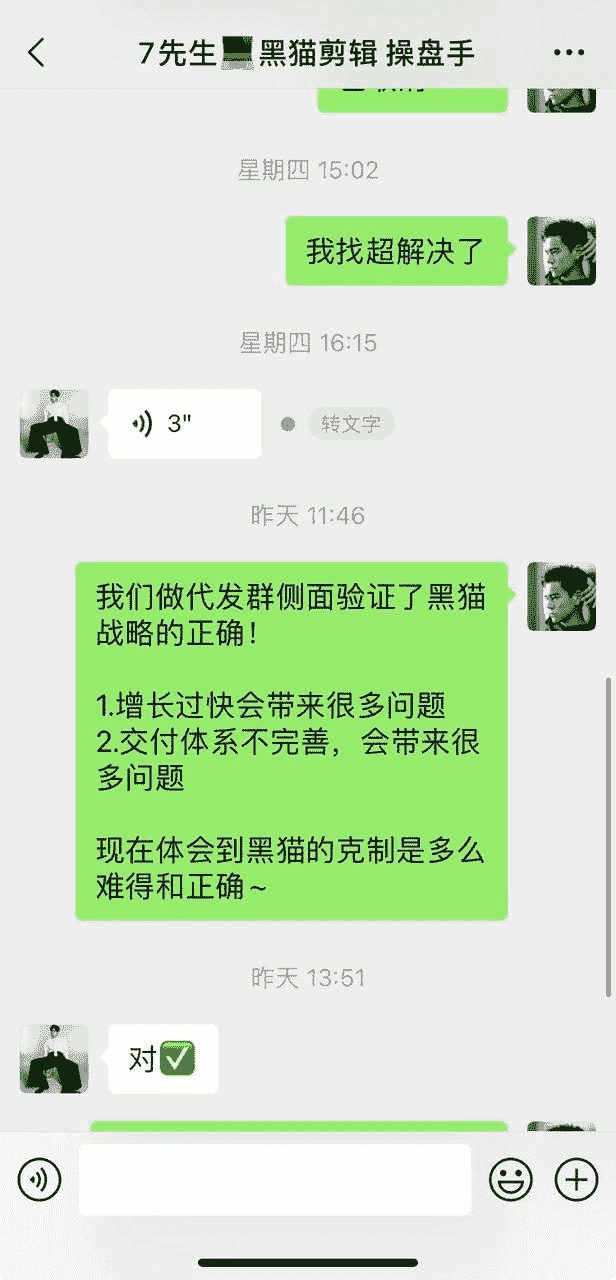 7先生💻黑猫剪辑 操盘手
星期四 15:02
我找超解决了
星期四 16:15
3"
转文字
昨天 11:46
我们做代发群侧面验证了黑猫
战略的正确！
1.增长过快会带来很多问题
2.交付体系不完善，会带来很
多问题
现在体会到黑猫的克制是多么
难得和正确~
昨天 13:51
对✅